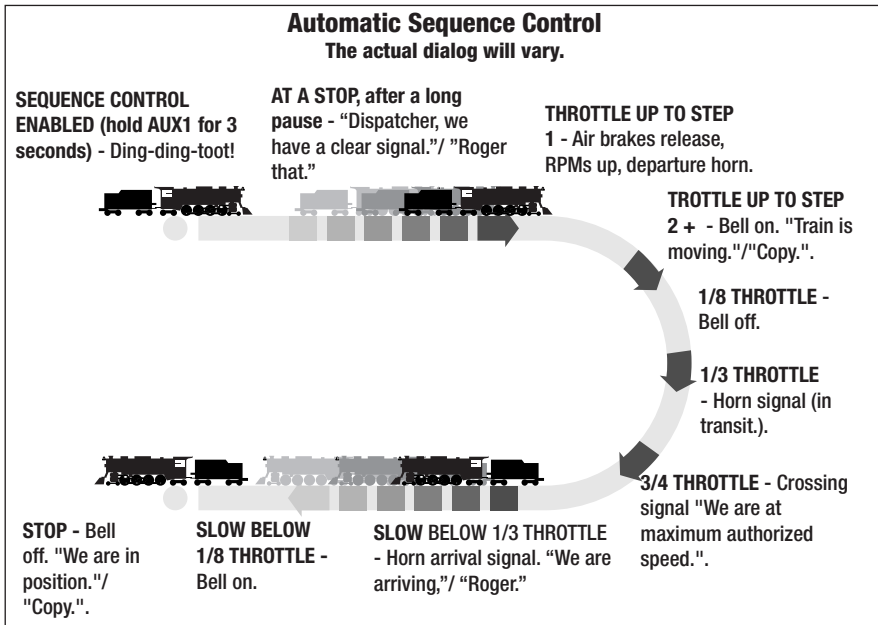 Automatic Sequence Control
The actual dialog will vary.
SEQUENCE CONTROL
ENABLED (hold AUX1 for 3
seconds) - Ding-ding-toot!
AT A STOP, after a long
pause - “Dispatcher, we
have a clear signal.”/ ”Roger
that.”
THROTTLE UP TO STEP
1 - Air brakes release,
RPMs up, departure horn.
TROTTLE UP TO STEP
2 + - Bell on. "Train is
moving."/"Copy.".
1/8 THROTTLE -
Bell off.
1/3 THROTTLE
- Horn signal (in
transit.).
3/4 THROTTLE - Crossing
signal "We are at
maximum authorized
speed.".
SLOW BELOW 1/3 THROTTLE
- Horn arrival signal. “We are
arriving,”/ “Roger.”
SLOW BELOW
1/8 THROTTLE -
Bell on.
STOP - Bell
off. "We are in
position."/
"Copy.".